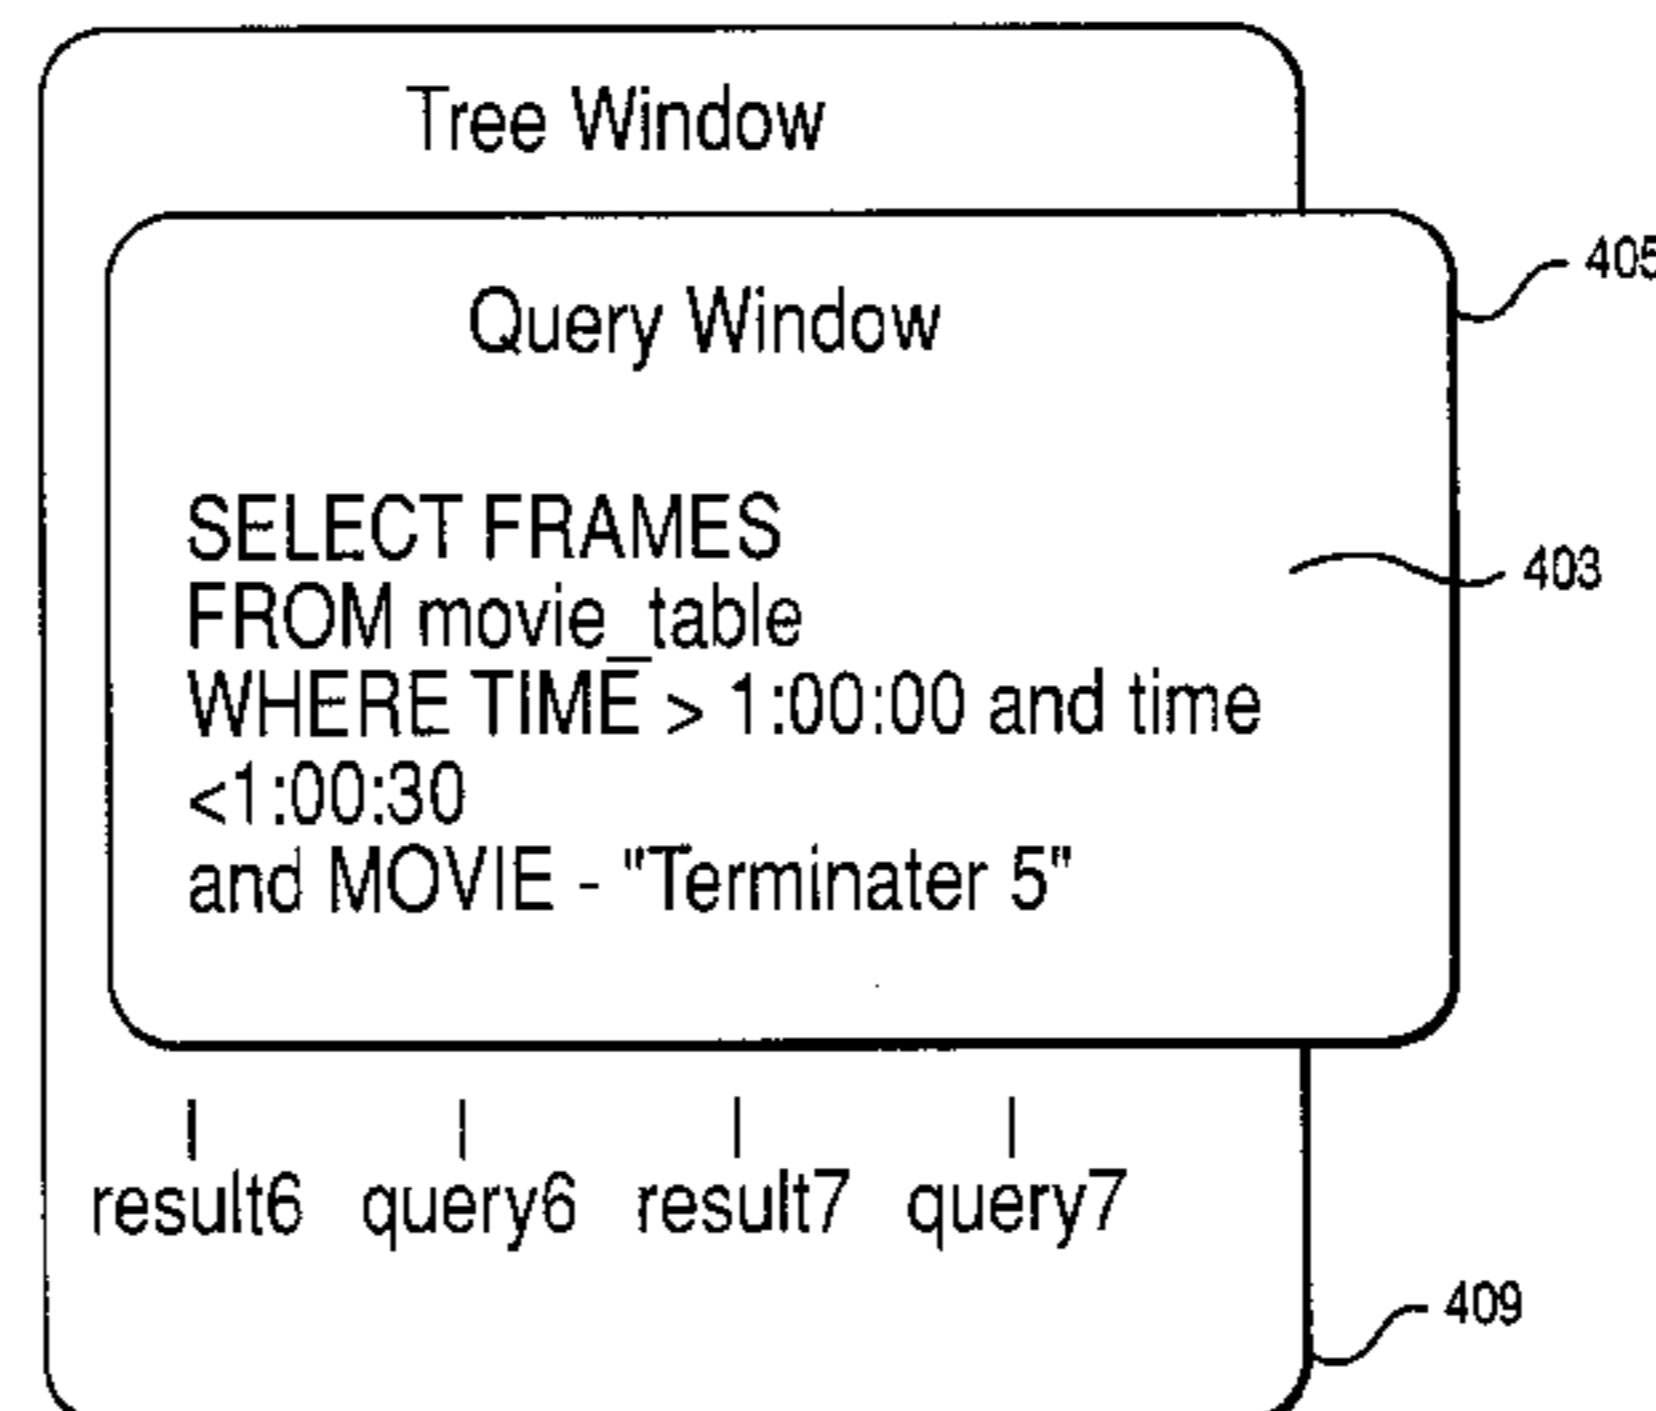 Tree Window
Query Window
405
SELECT FRAMES
403
FROM movie_table
WHERE TIME > 1:00:00 and time
<1:00:30
and MOVIE - "Terminater 5"
result6 query6 result7 query7
409